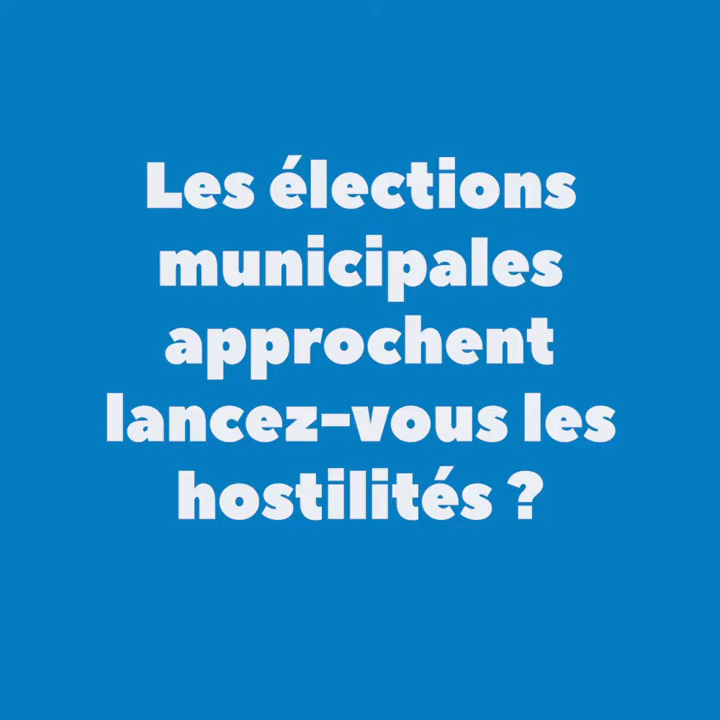 Les élections
municipales
approchent
lancez-vous les
hostilités ?